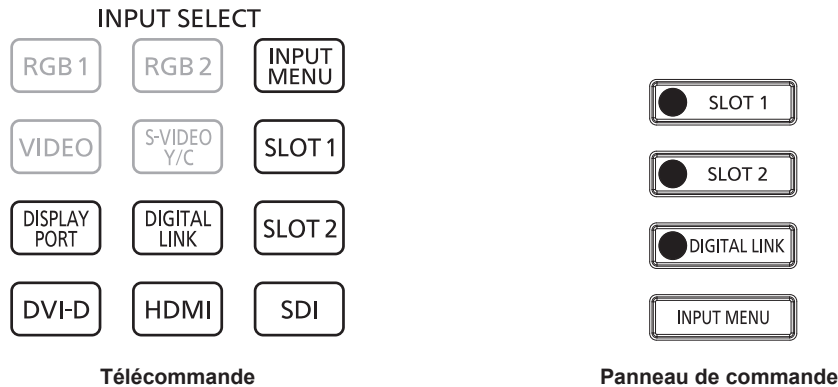 INPUT SELECT
RGB 1
RGB 2
INPUT
MENU
VIDEO
S-VIDEO
Y/C
SLOT 1
DISPLAY
PORT
DIGITAL
LINK
SLOT 2
DVI-D
HDMI
SDI
Télécommande
SLOT 1
SLOT 2
DIGITAL LINK
INPUT MENU
Panneau de commande